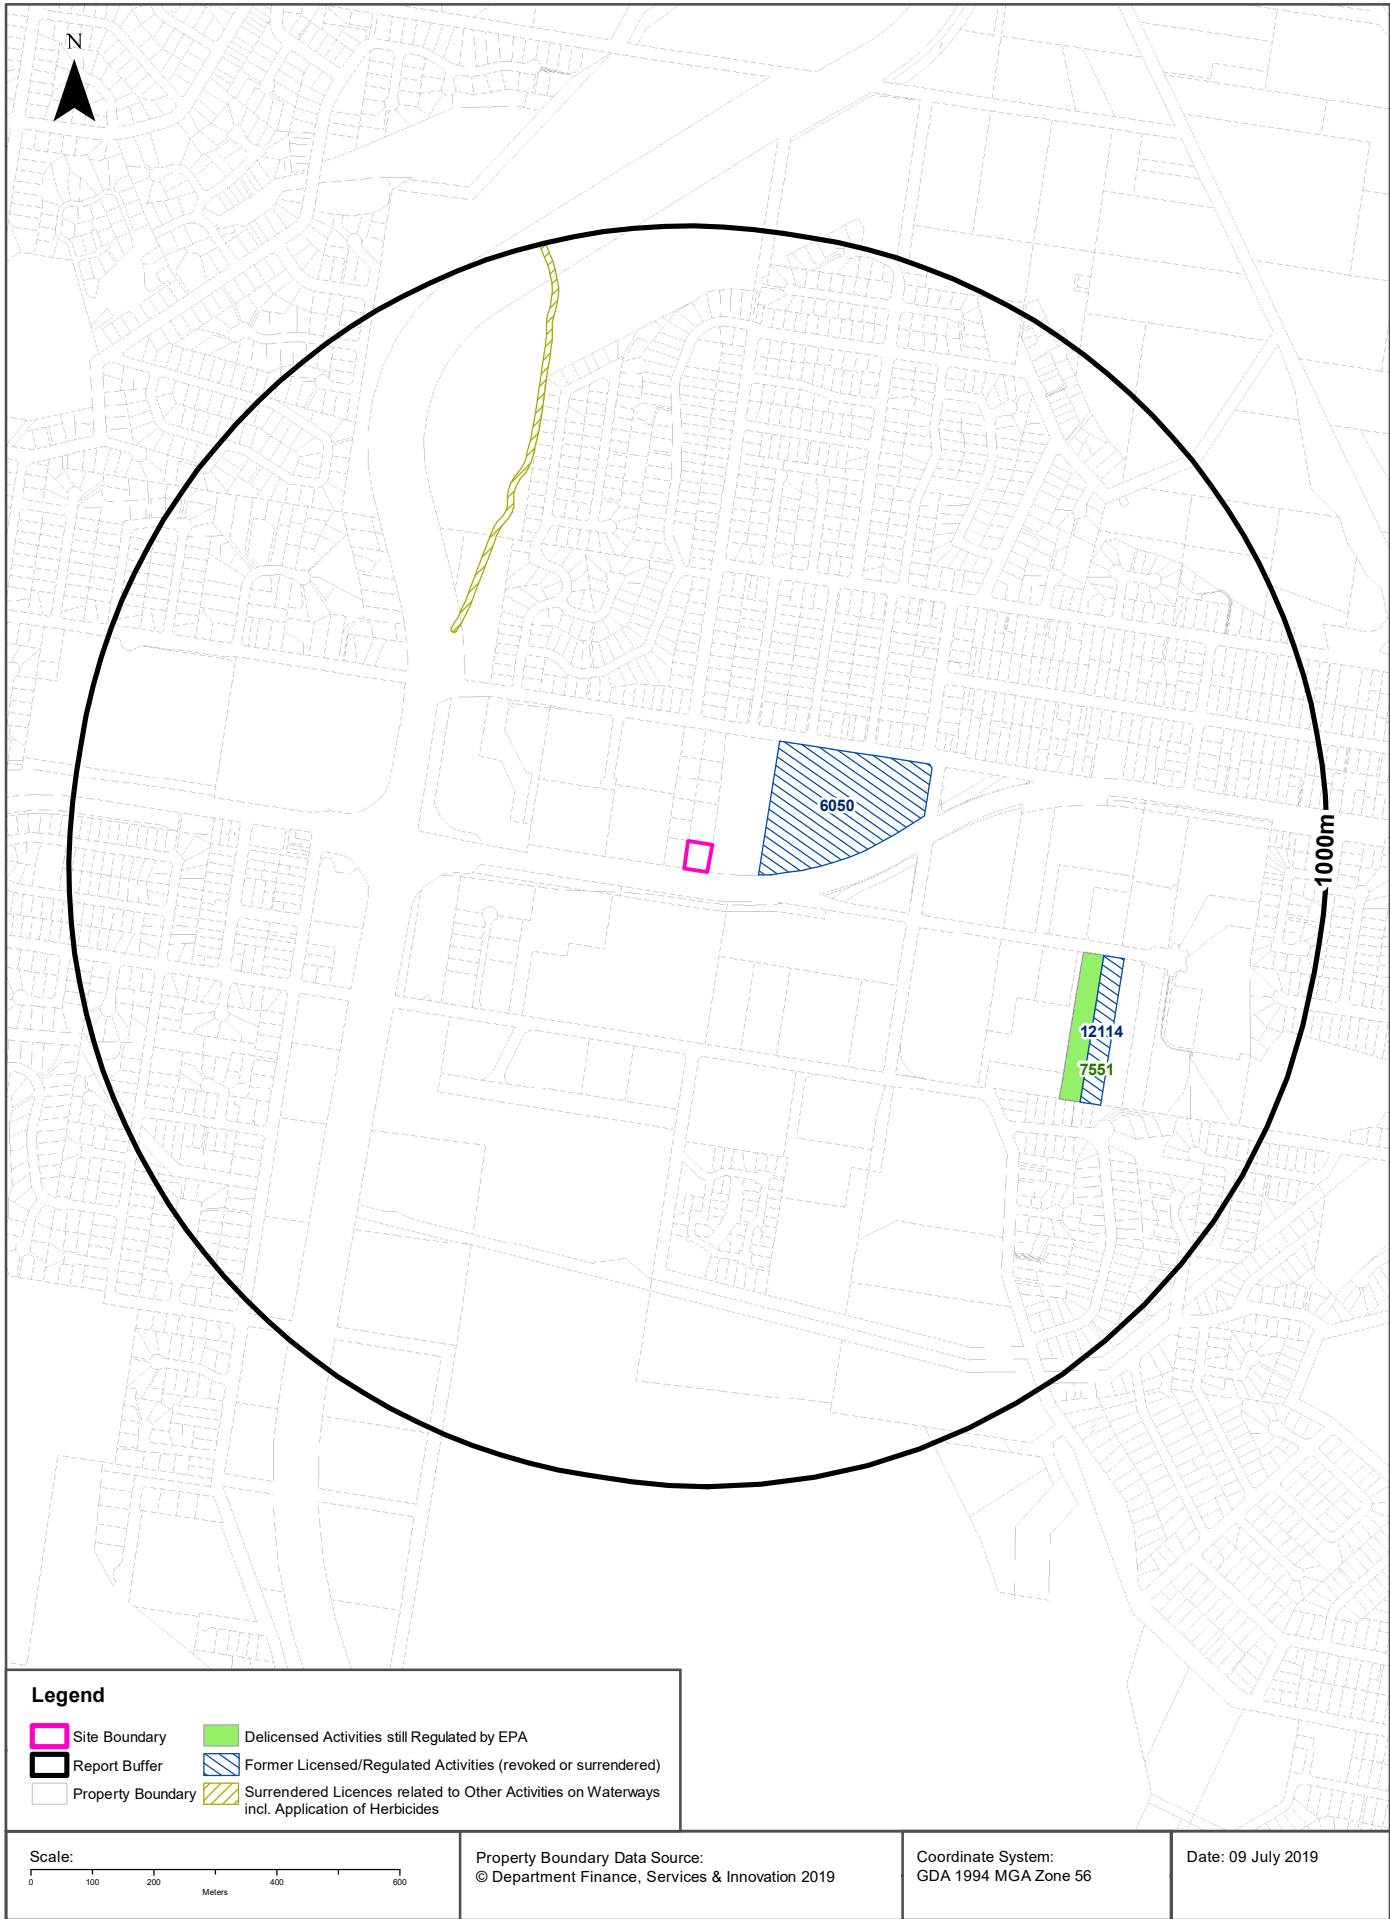 N
6050
1000m
12114
7551
Legend
Site Boundary
Delicensed Activities still Regulated by EPA
Report Buffer
Former Licensed/Regulated Activities (revoked or surrendered)
Property Boundary
Surrendered Licences related to Other Activities on Waterways
incl. Application of Herbicides
Scale:
0 100 200 400 600
Meters
Property Boundary Data Source:
© Department Finance, Services & Innovation 2019
Coordinate System:
GDA 1994 MGA Zone 56
Date: 09 July 2019